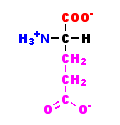 COO-
H3+N C H
CH2
CH2
C
O O-